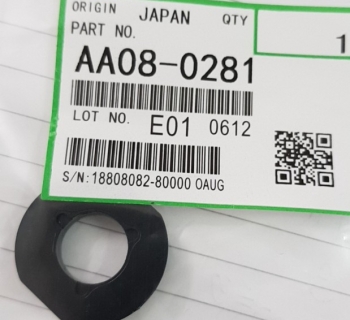 ORIGIN JAPAN QTY
PART NO. 1
AA08-0281
LOT NO. E01 0612
S/N:18808082-80000 OAUG